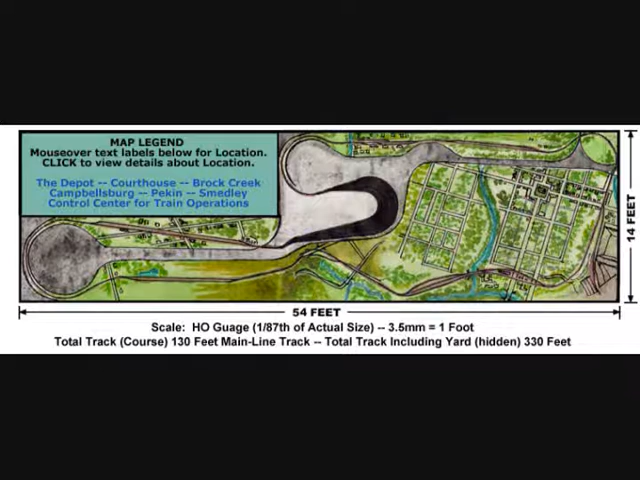 MAP LEGEND
Mouseover text labels below for Location.
CLICK to view details about Location.
The Depot -- Courthouse -- Brock Creek
Campbellsburg -- Pekin -- Smedley
Control Center for Train Operations
14 FEET
54 FEET
Scale: HO Guage (1/87th of Actual Size) -- 3.5mm = 1 Foot
Total Track (Course) 130 Feet Main-Line Track -- Total Track Including Yard (hidden) 330 Feet